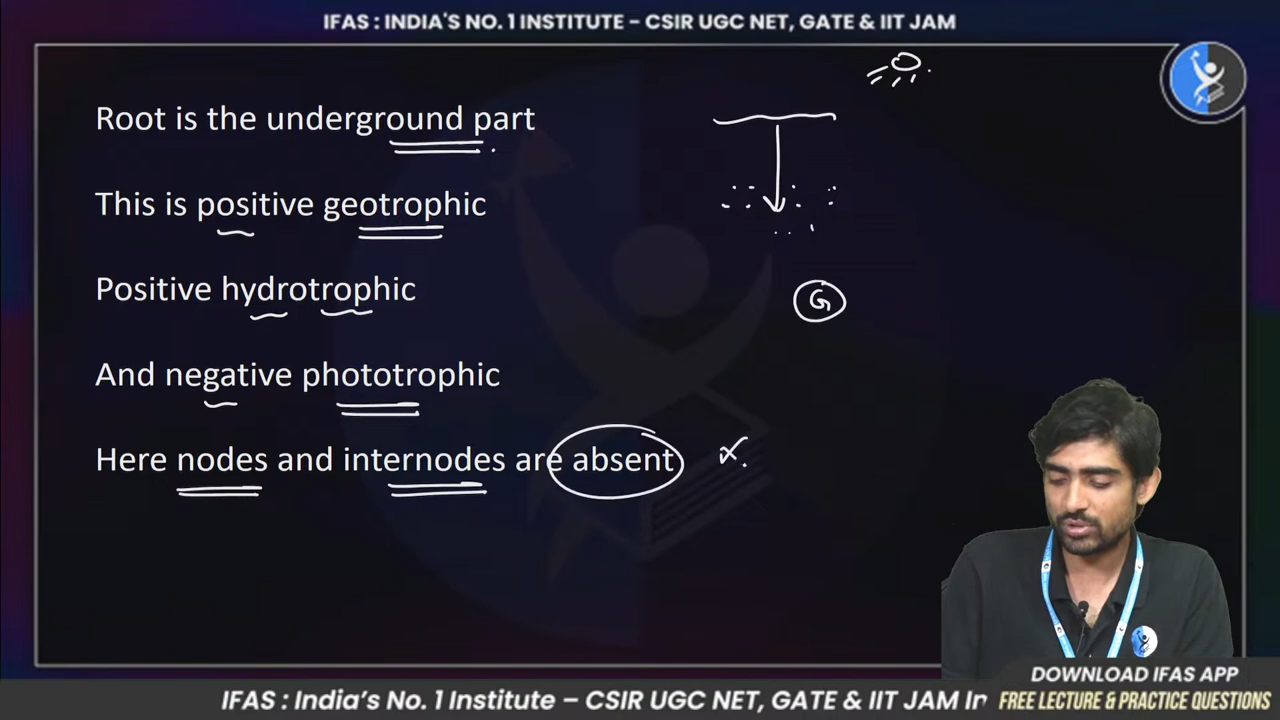 IFAS : INDIA'S NO. 1 INSTITUTE – CSIR UGC NET, GATE & IIT JAM
Root is the underground part
This is positive geotrophic
Positive hydrotrophic
G
And negative phototrophic
Here nodes and internodes are absent
DOWNLOAD IFAS APP
IFAS : India's No. 1 Institute – CSIR UGC NET, GATE & IIT JAM In
FREE LECTURE & PRACTICE QUESTIONS